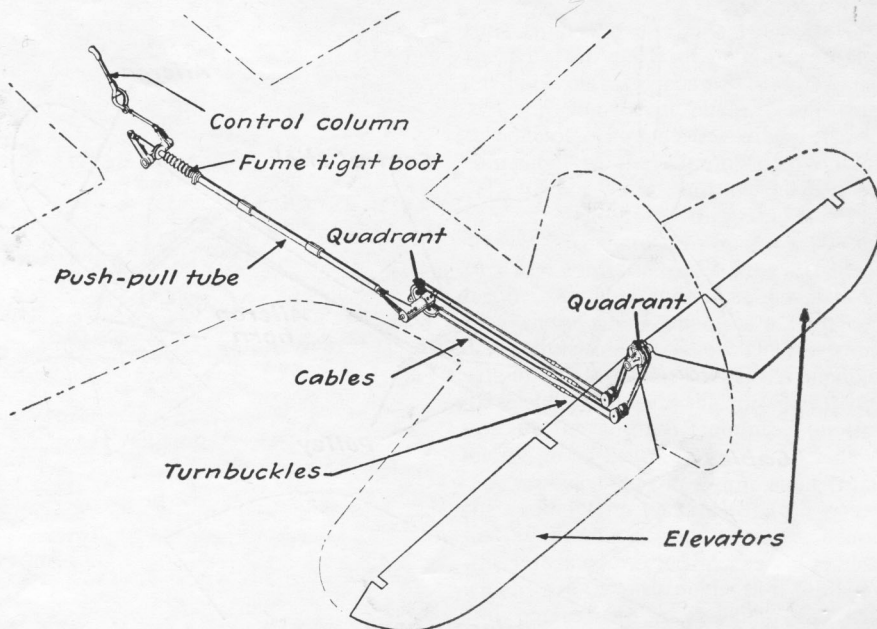 Control column
Fume tight boot
Quadrant
Push-pull tube
Quadrant
Cables
Turnbuckles
Elevators